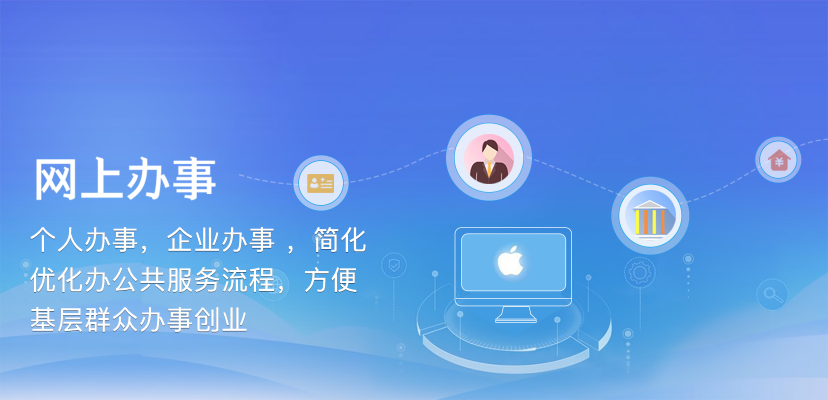 网上办事
个人办事，企业办事 ，简化
优化办公共服务流程，方便
基层群众办事创业
¥